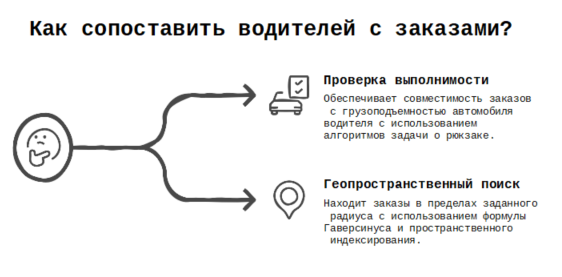 Как сопоставить водителей с заказами?
Проверка выполнимости
Обеспечивает совместимость заказов
с грузоподъемностью автомобиля
водителя с использованием
алгоритмов задачи о рюкзаке.
Геопространственный поиск
Находит заказы в пределах заданного
радиуса с использованием формулы
Гаверсинуса и пространственного
индексирования.